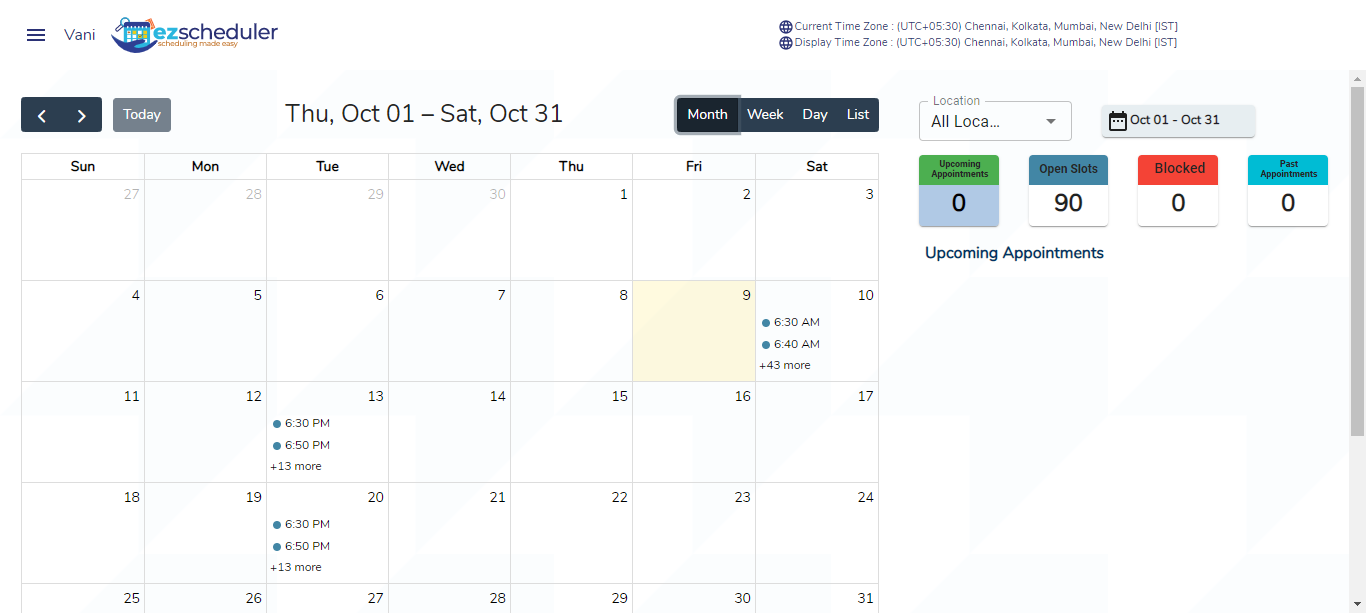 Vani
ezscheduler
scheduling made easy
Current Time Zone : (UTC+05:30) Chennai, Kolkata, Mumbai, New Delhi [IST]
Display Time Zone : (UTC+05:30) Chennai, Kolkata, Mumbai, New Delhi [IST]
Today
Thu, Oct 01 – Sat, Oct 31
Month Week Day List
Location
All Loca...
Oct 01 - Oct 31
Upcoming Appointments
0
Open Slots
90
Blocked
0
Past Appointments
0
Upcoming Appointments
Sun Mon Tue Wed Thu Fri Sat
27 28 29 30 1 2 3
4 5 6 7 8 9 10
6:30 AM
6:40 AM
+43 more
11 12 13 14 15 16 17
6:30 PM
6:50 PM
+13 more
18 19 20 21 22 23 24
6:30 PM
6:50 PM
+13 more
25 26 27 28 29 30 31